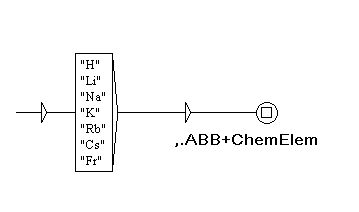 "H"
"Li"
"Na"
"K"
"Rb"
"Cs"
"Fr"
,.ABB+ChemElem